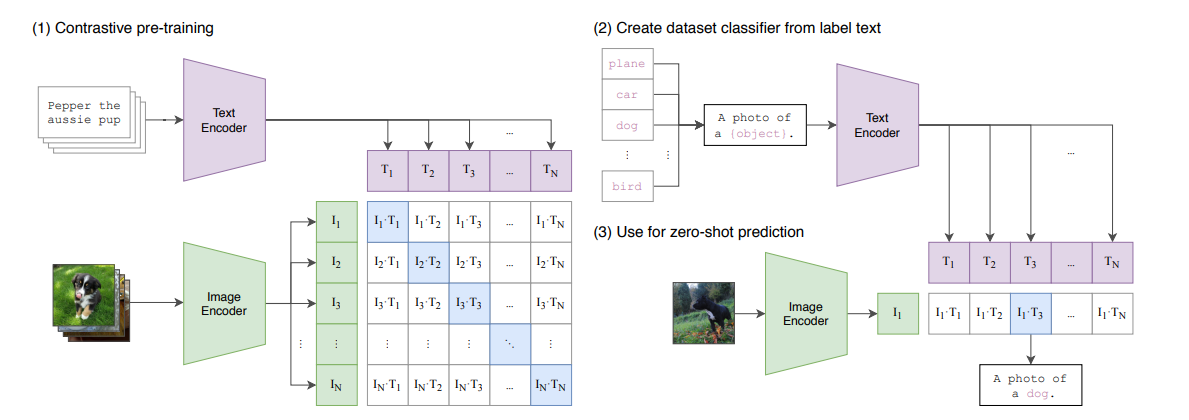 (1) Contrastive pre-training
Pepper the
aussie pup
Text
Encoder
...
T1 T2 T3 ... TN
Image
Encoder
I1 I1·T1 I1·T2 I1·T3 ... I1·TN
I2 I2·T1 I2·T2 I2·T3 ... I2·TN
I3 I3·T1 I3·T2 I3·T3 ... I3·TN
⋮ ⋮ ⋮ ⋮ ⋮ ⋱ ⋮
IN IN·T1 IN·T2 IN·T3 ... IN·TN
(2) Create dataset classifier from label text
plane
car
dog
⋮ ⋮
bird
A photo of
a {object}.
Text
Encoder
...
T1 T2 T3 ... TN
(3) Use for zero-shot prediction
Image
Encoder
I1 I1·T1 I1·T2 I1·T3 ... I1·TN
A photo of
a dog.